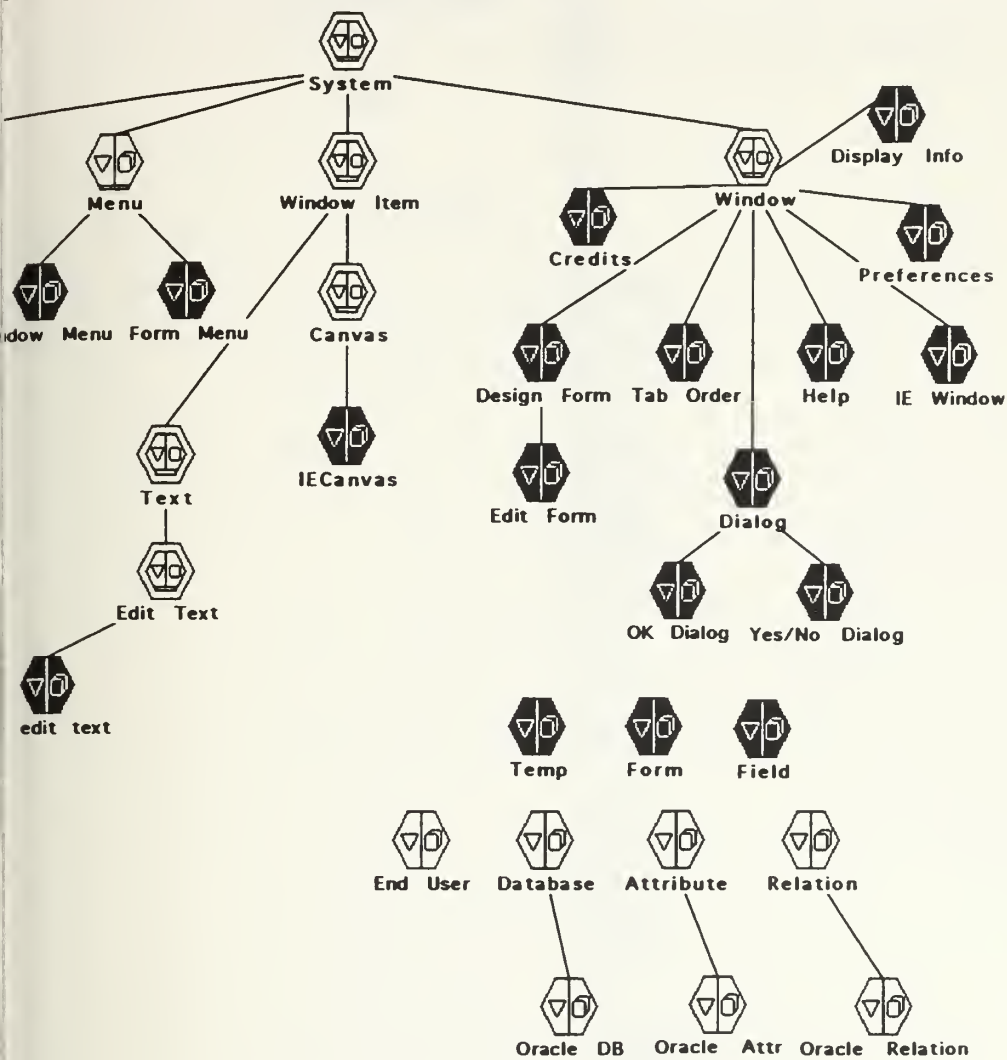 System
Display Info
Menu
Window Item
Window
Credits
Preferences
Menu Form Menu
Canvas
Design Form
Tab Order
Help
IE Window
Text
IECanvas
Edit Form
Dialog
Edit Text
OK Dialog
Yes/No Dialog
edit text
Temp
Form
Field
End User
Database
Attribute
Relation
Oracle DB
Oracle Attr
Oracle Relation